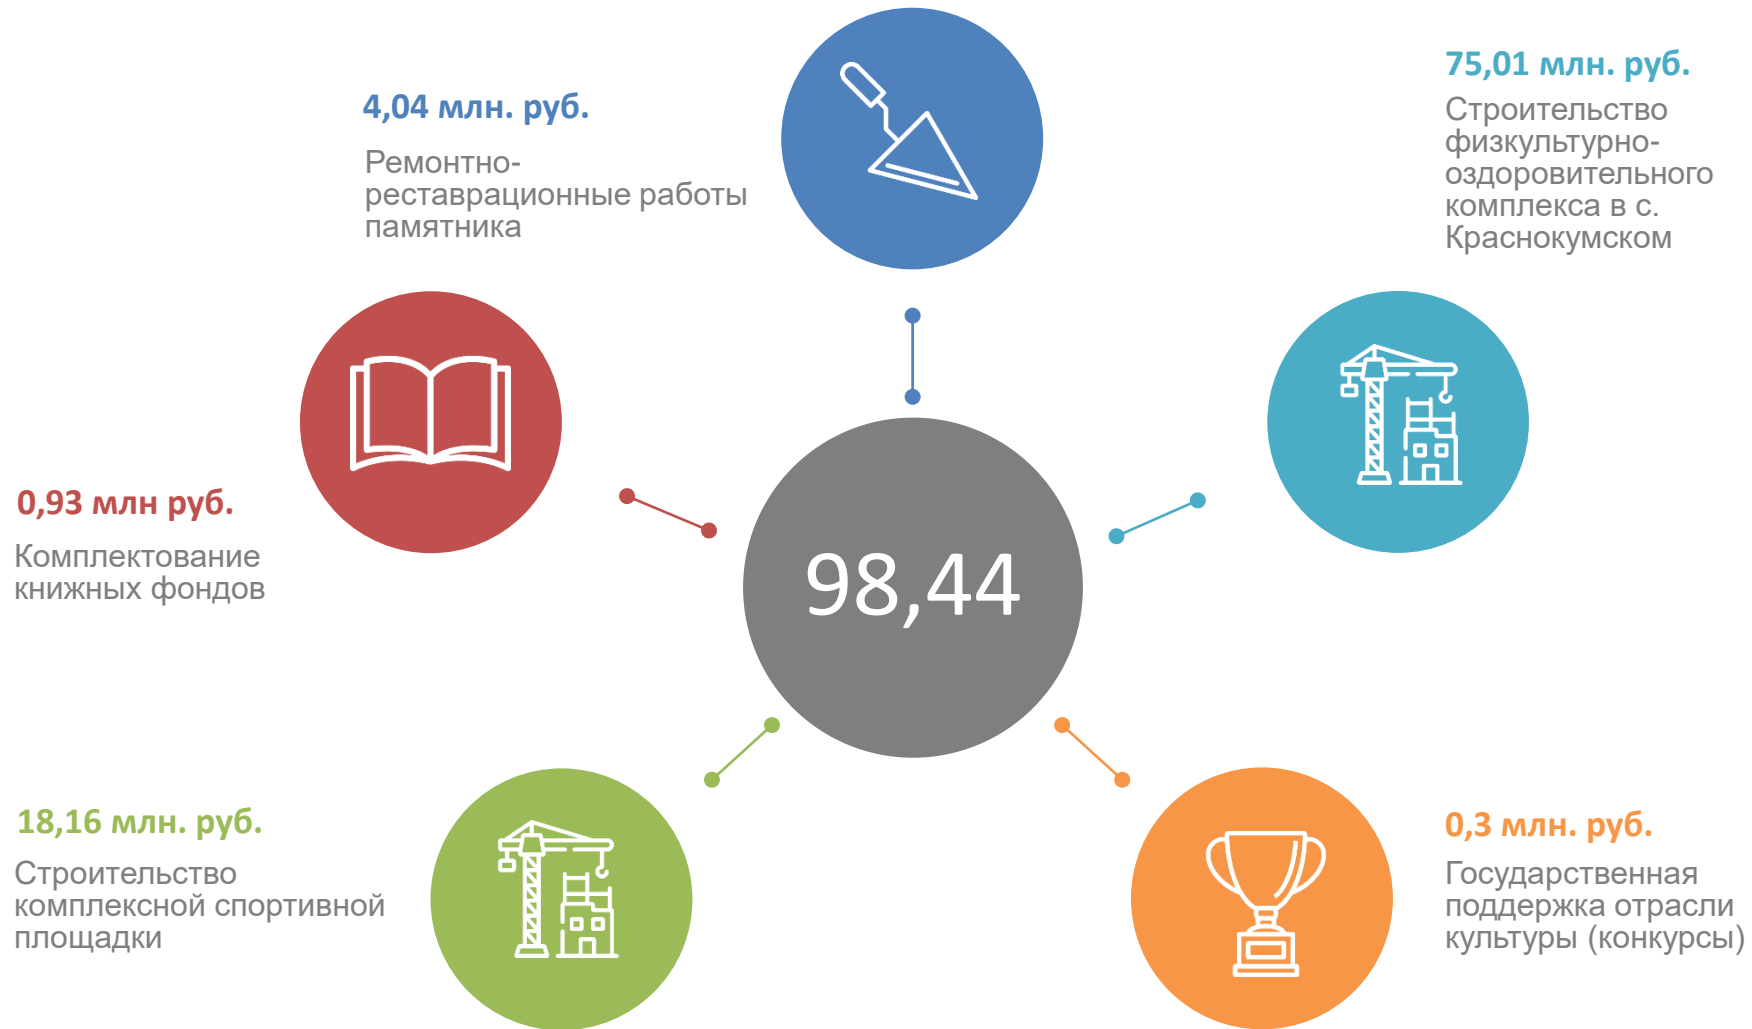 4,04 млн. руб.
Ремонтно-
реставрационные работы
памятника
75,01 млн. руб.
Строительство
физкультурно-
оздоровительного
комплекса в с.
Краснокумском
0,93 млн руб.
Комплектование
книжных фондов
98,44
18,16 млн. руб.
Строительство
комплексной спортивной
площадки
0,3 млн. руб.
Государственная
поддержка отрасли
культуры (конкурсы)